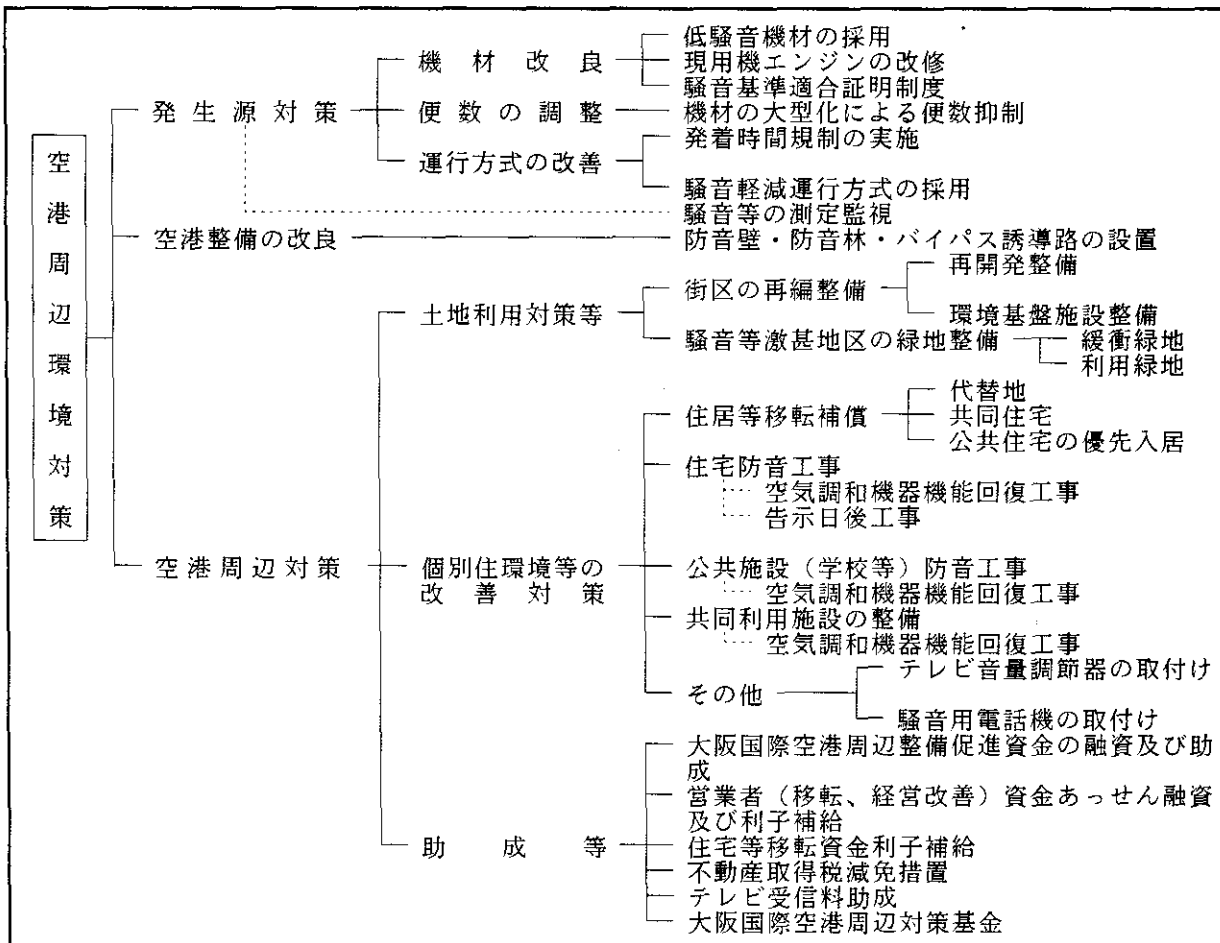 空港周辺環境対策
発生源対策
機材改良
低騒音機材の採用
現用機エンジンの改修
騒音基準適合証明制度
便数の調整
機材の大型化による便数抑制
運行方式の改善
発着時間規制の実施
騒音軽減運行方式の採用
騒音等の測定監視
空港整備の改良
防音壁・防音林・バイパス誘導路の設置
空港周辺対策
土地利用対策等
街区の再編整備
再開発整備
環境基盤施設整備
騒音等激甚地区の緑地整備
緩衝緑地
利用緑地
個別住環境等の
改善対策
住居等移転補償
代替地
共同住宅
公共住宅の優先入居
住宅防音工事
空気調和機器機能回復工事
告示日後工事
公共施設（学校等）防音工事
空気調和機器機能回復工事
共同利用施設の整備
空気調和機器機能回復工事
その他
テレビ音量調節器の取付け
騒音用電話機の取付け
助成等
大阪国際空港周辺整備促進資金の融資及び助
成
営業者（移転、経営改善）資金あっせん融資
及び利子補給
住宅等移転資金利子補給
不動産取得税減免措置
テレビ受信料助成
大阪国際空港周辺対策基金